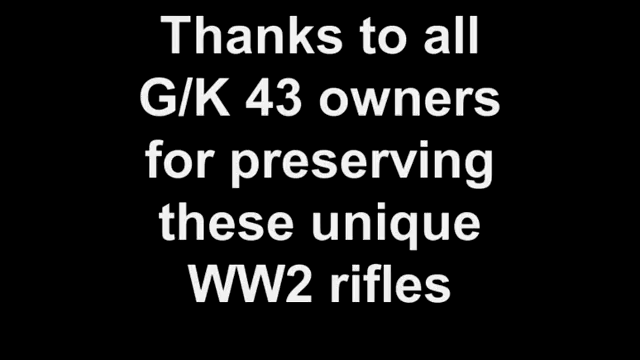 Thanks to all
G/K 43 owners
for preserving
these unique
WW2 rifles